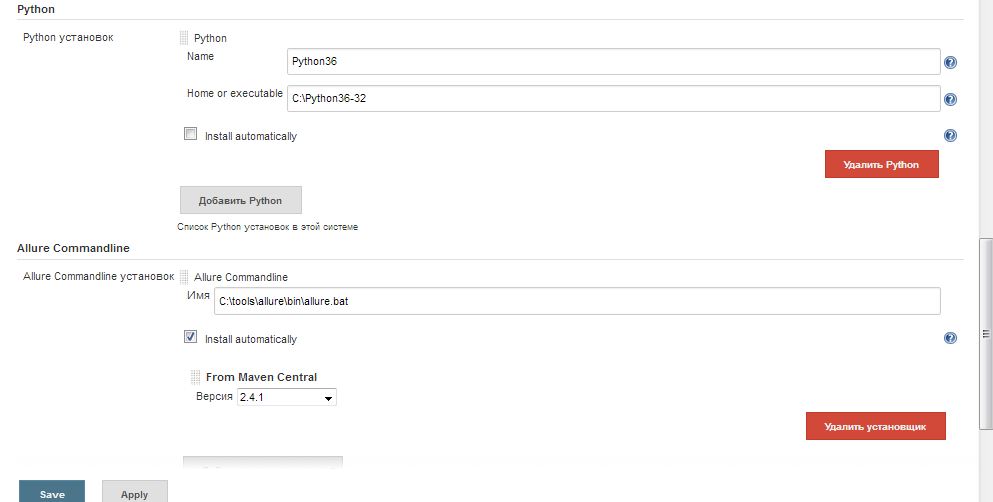 Python
Python установок
Python
Name
Python36
Home or executable
C:\Python36-32
Install automatically
Удалить Python
Добавить Python
Список Python установок в этой системе
Allure Commandline
Allure Commandline установок
Allure Commandline
Имя
C:\tools\allure\bin\allure.bat
Install automatically
From Maven Central
Версия
2.4.1
Удалить установщик
Save
Apply